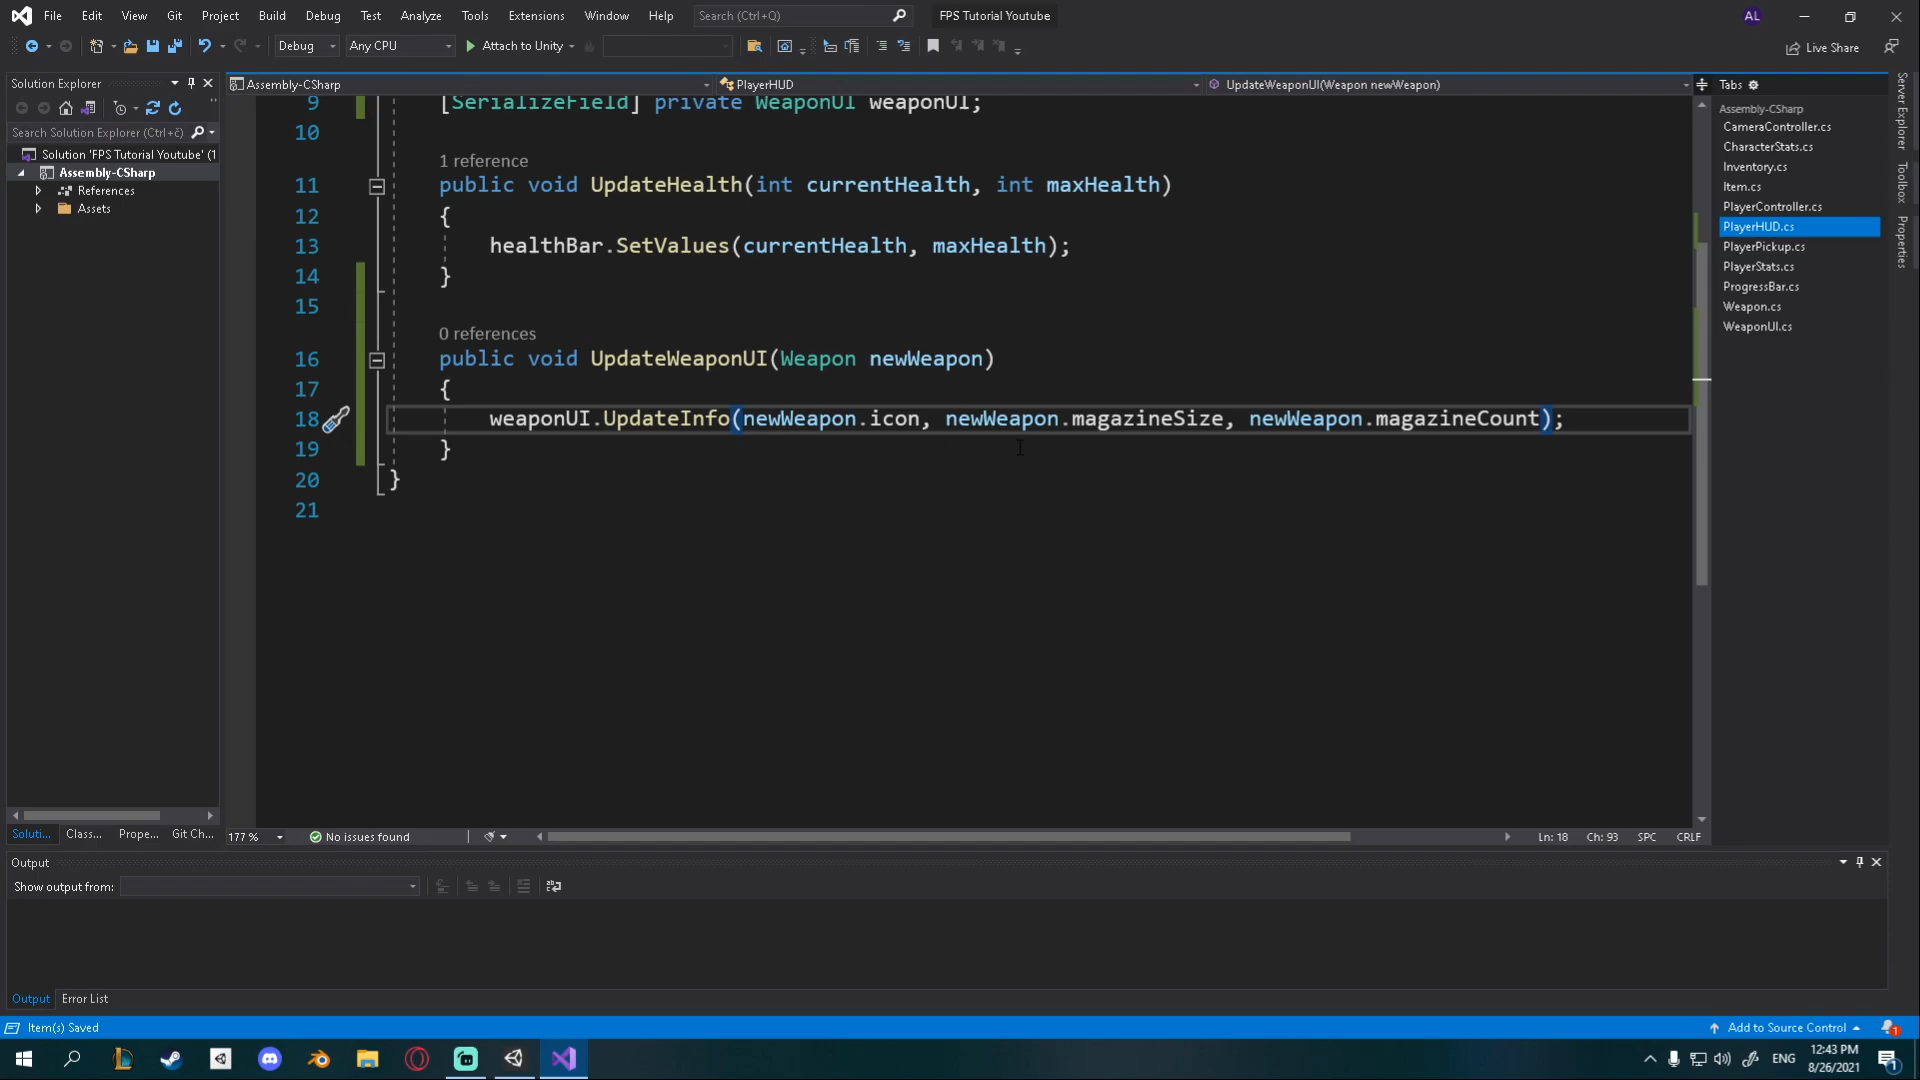 File Edit View Git Project Build Debug Test Analyze Tools Extensions Window Help Search (Ctrl+Q) FPS Tutorial Youtube AL
Debug Any CPU Attach to Unity Live Share
Solution Explorer
Search Solution Explorer (Ctrl+č)
Solution 'FPS Tutorial Youtube' (1
Assembly-CSharp
References
Assets
Soluti... Class... Prope... Git Ch...
Assembly-CSharp PlayerHUD UpdateWeaponUI(Weapon newWeapon)
9 [SerializeField] private WeaponUI weaponUI;
10
1 reference
11 public void UpdateHealth(int currentHealth, int maxHealth)
12 {
13 healthBar.SetValues(currentHealth, maxHealth);
14 }
15
0 references
16 public void UpdateWeaponUI(Weapon newWeapon)
17 {
18 weaponUI.UpdateInfo(newWeapon.icon, newWeapon.magazineSize, newWeapon.magazineCount);
19 }
20 }
21
177 % No issues found Ln: 18 Ch: 93 SPC CRLF
Tabs
Assembly-CSharp
CameraController.cs
CharacterStats.cs
Inventory.cs
Item.cs
PlayerController.cs
PlayerHUD.cs
PlayerPickup.cs
PlayerStats.cs
ProgressBar.cs
Weapon.cs
WeaponUI.cs
Server Explorer
Toolbox
Properties
Output
Show output from:
Output Error List
Item(s) Saved Add to Source Control 1
ENG 12:43 PM
8/26/2021 1